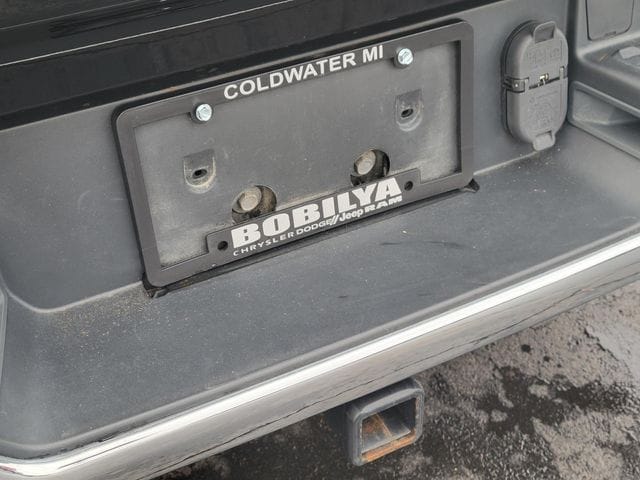 COLDWATER MI
BOBILYA
CHRYSLER DODGE Jeep RAM